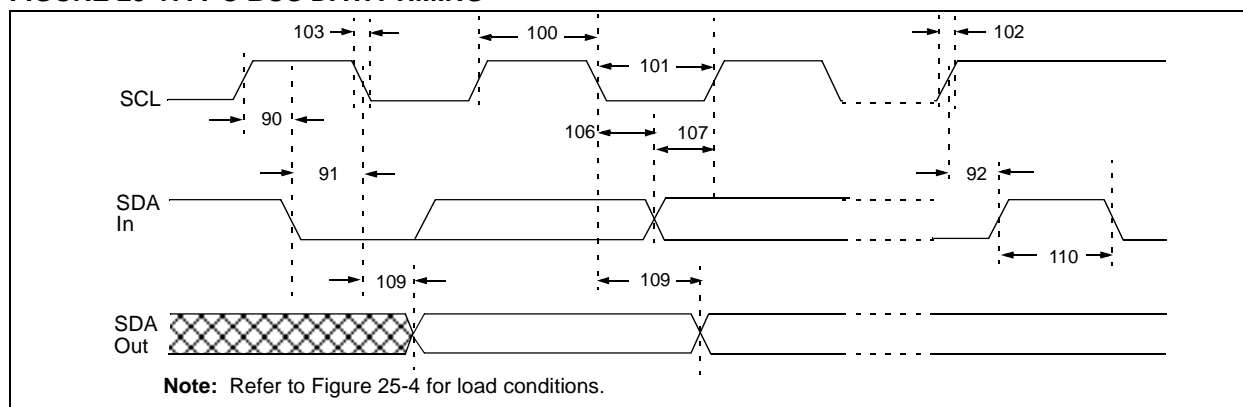 103
100
102
101
SCL
90
106
107
91
92
SDA
In
110
109
109
SDA
Out
Note: Refer to Figure 25-4 for load conditions.